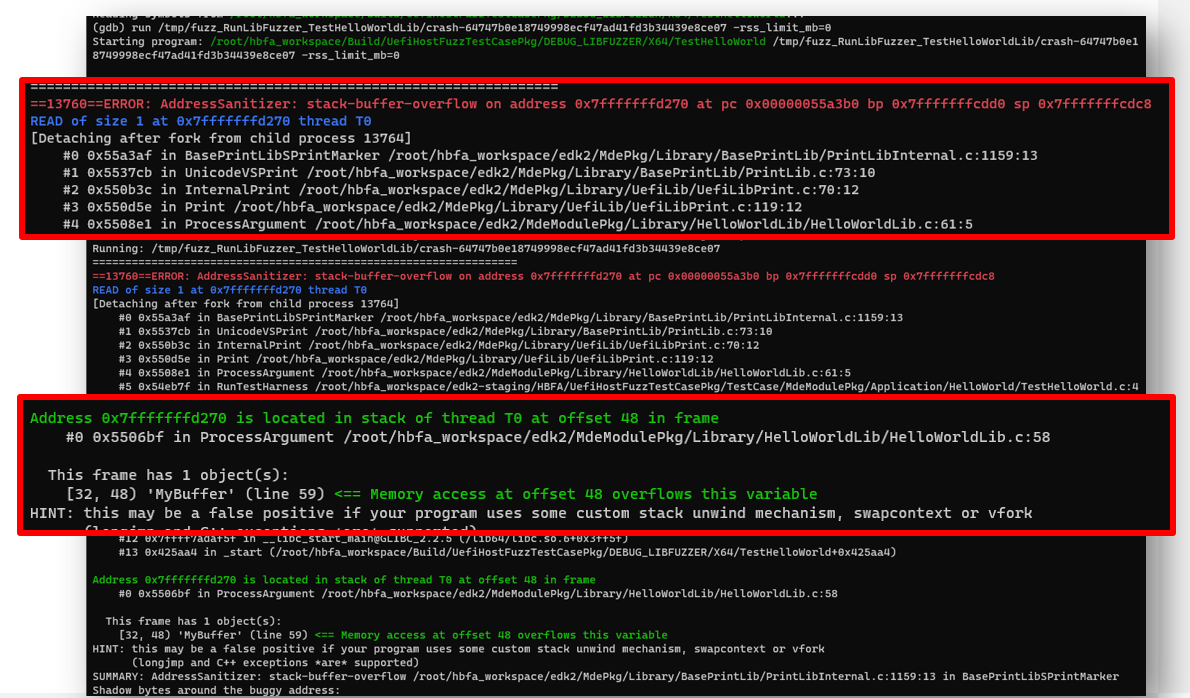 (gdb) run /tmp/fuzz_RunLibFuzzer_TestHelloWorldLib/crash-64747b0e18749998ecf47ad41fd3b34439e8ce07 -rss_limit_mb=0
Starting program: /root/hbfa_workspace/Build/UefiHostFuzzTestCasePkg/DEBUG_LIBFUZZER/X64/TestHelloWorld /tmp/fuzz_RunLibFuzzer_TestHelloWorldLib/crash-64747b0e1
8749998ecf47ad41fd3b34439e8ce07 -rss_limit_mb=0
=================================================================
==13760==ERROR: AddressSanitizer: stack-buffer-overflow on address 0x7fffffffd270 at pc 0x00000055a3b0 bp 0x7fffffffcdd0 sp 0x7fffffffcdc8
READ of size 1 at 0x7fffffffd270 thread T0
[Detaching after fork from child process 13764]
#0 0x55a3af in BasePrintLibSPrintMarker /root/hbfa_workspace/edk2/MdePkg/Library/BasePrintLib/PrintLibInternal.c:1159:13
#1 0x5537cb in UnicodeVSPrint /root/hbfa_workspace/edk2/MdePkg/Library/BasePrintLib/PrintLib.c:73:10
#2 0x550b3c in InternalPrint /root/hbfa_workspace/edk2/MdePkg/Library/UefiLib/UefiLibPrint.c:70:12
#3 0x550d5e in Print /root/hbfa_workspace/edk2/MdePkg/Library/UefiLib/UefiLibPrint.c:119:12
#4 0x5508e1 in ProcessArgument /root/hbfa_workspace/edk2/MdeModulePkg/Library/HelloWorldLib/HelloWorldLib.c:61:5
Running: /tmp/fuzz_RunLibFuzzer_TestHelloWorldLib/crash-64747b0e18749998ecf47ad41fd3b34439e8ce07
=================================================================
==13760==ERROR: AddressSanitizer: stack-buffer-overflow on address 0x7fffffffd270 at pc 0x00000055a3b0 bp 0x7fffffffcdd0 sp 0x7fffffffcdc8
READ of size 1 at 0x7fffffffd270 thread T0
[Detaching after fork from child process 13764]
#0 0x55a3af in BasePrintLibSPrintMarker /root/hbfa_workspace/edk2/MdePkg/Library/BasePrintLib/PrintLibInternal.c:1159:13
#1 0x5537cb in UnicodeVSPrint /root/hbfa_workspace/edk2/MdePkg/Library/BasePrintLib/PrintLib.c:73:10
#2 0x550b3c in InternalPrint /root/hbfa_workspace/edk2/MdePkg/Library/UefiLib/UefiLibPrint.c:70:12
#3 0x550d5e in Print /root/hbfa_workspace/edk2/MdePkg/Library/UefiLib/UefiLibPrint.c:119:12
#4 0x5508e1 in ProcessArgument /root/hbfa_workspace/edk2/MdeModulePkg/Library/HelloWorldLib/HelloWorldLib.c:61:5
#5 0x54eb7f in RunTestHarness /root/hbfa_workspace/edk2-staging/HBFA/UefiHostFuzzTestCasePkg/TestCase/MdeModulePkg/Application/HelloWorld/TestHelloWorld.c:4
Address 0x7fffffffd270 is located in stack of thread T0 at offset 48 in frame
#0 0x5506bf in ProcessArgument /root/hbfa_workspace/edk2/MdeModulePkg/Library/HelloWorldLib/HelloWorldLib.c:58
This frame has 1 object(s):
[32, 48) 'MyBuffer' (line 59) <== Memory access at offset 48 overflows this variable
HINT: this may be a false positive if your program uses some custom stack unwind mechanism, swapcontext or vfork
#12 0x7ffff7adaf5f in __libc_start_main@GLIBC_2.2.5 (/lib64/libc.so.6+0x3ff5f)
#13 0x425aa4 in _start (/root/hbfa_workspace/Build/UefiHostFuzzTestCasePkg/DEBUG_LIBFUZZER/X64/TestHelloWorld+0x425aa4)
Address 0x7fffffffd270 is located in stack of thread T0 at offset 48 in frame
#0 0x5506bf in ProcessArgument /root/hbfa_workspace/edk2/MdeModulePkg/Library/HelloWorldLib/HelloWorldLib.c:58
This frame has 1 object(s):
[32, 48) 'MyBuffer' (line 59) <== Memory access at offset 48 overflows this variable
HINT: this may be a false positive if your program uses some custom stack unwind mechanism, swapcontext or vfork
(longjmp and C++ exceptions *are* supported)
SUMMARY: AddressSanitizer: stack-buffer-overflow /root/hbfa_workspace/edk2/MdePkg/Library/BasePrintLib/PrintLibInternal.c:1159:13 in BasePrintLibSPrintMarker
Shadow bytes around the buggy address: